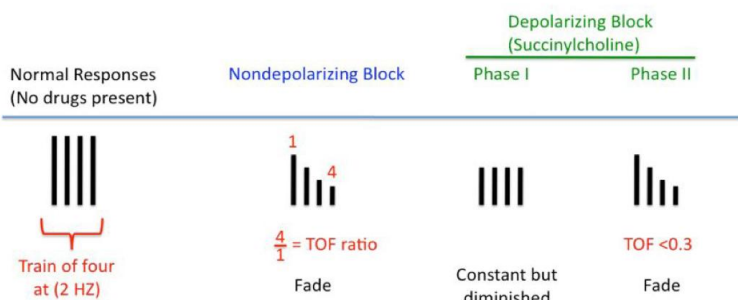 Depolarizing Block
(Succinylcholine)
Normal Responses
(No drugs present)
Nondepolarizing Block
Phase I
Phase II
1
4
4/1 = TOF ratio
TOF <0.3
Train of four
at (2 HZ)
Fade
Constant but
diminished
Fade